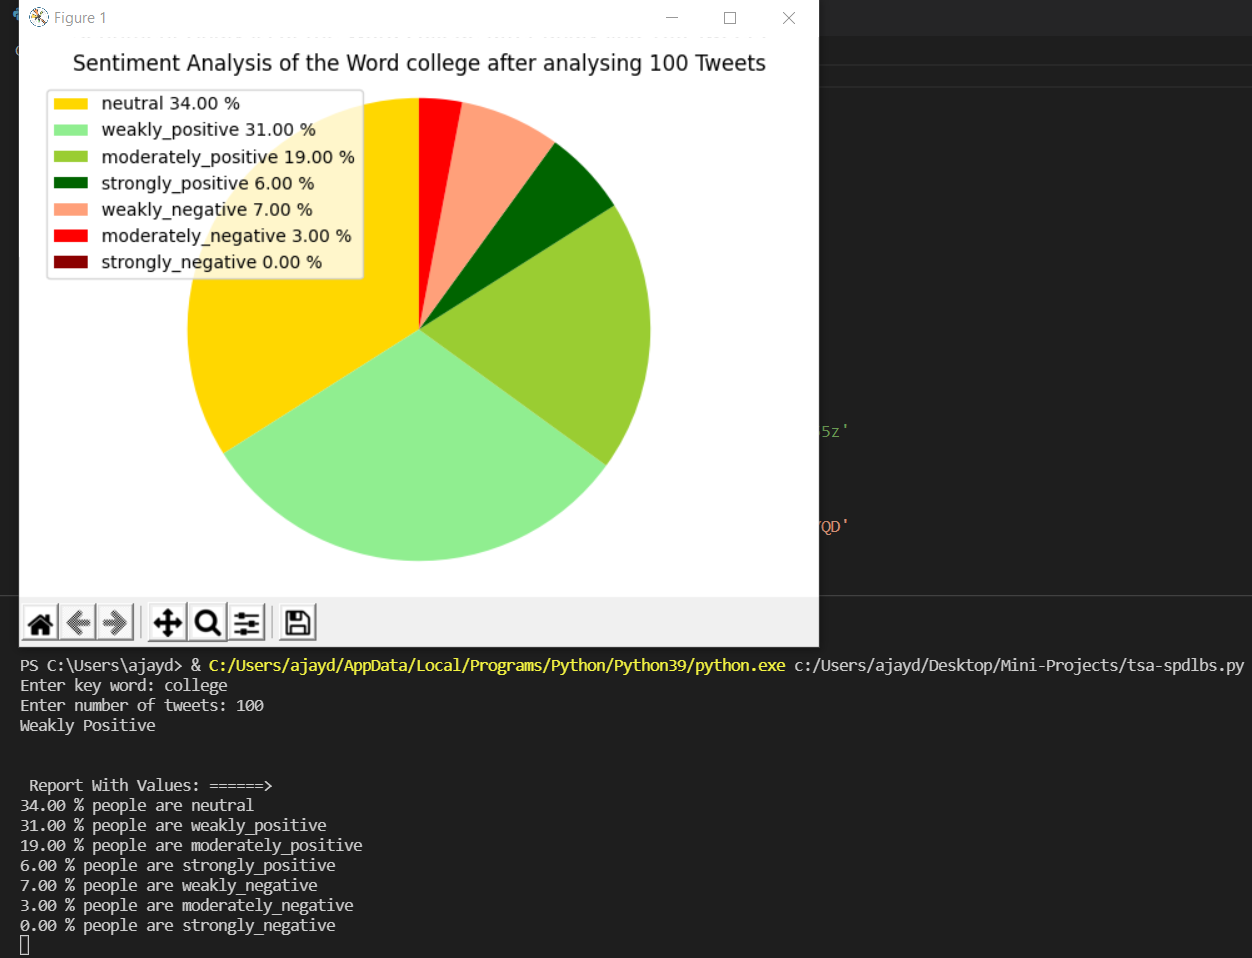 Figure 1
Sentiment Analysis of the Word college after analysing 100 Tweets
neutral 34.00 %
weakly_positive 31.00 %
moderately_positive 19.00 %
strongly_positive 6.00 %
weakly_negative 7.00 %
moderately_negative 3.00 %
strongly_negative 0.00 %
5z'
QD'
PS C:\Users\ajayd> & C:/Users/ajayd/AppData/Local/Programs/Python/Python39/python.exe c:/Users/ajayd/Desktop/Mini-Projects/tsa-spdlbs.py
Enter key word: college
Enter number of tweets: 100
Weakly Positive
Report With Values: ======>
34.00 % people are neutral
31.00 % people are weakly_positive
19.00 % people are moderately_positive
6.00 % people are strongly_positive
7.00 % people are weakly_negative
3.00 % people are moderately_negative
0.00 % people are strongly_negative